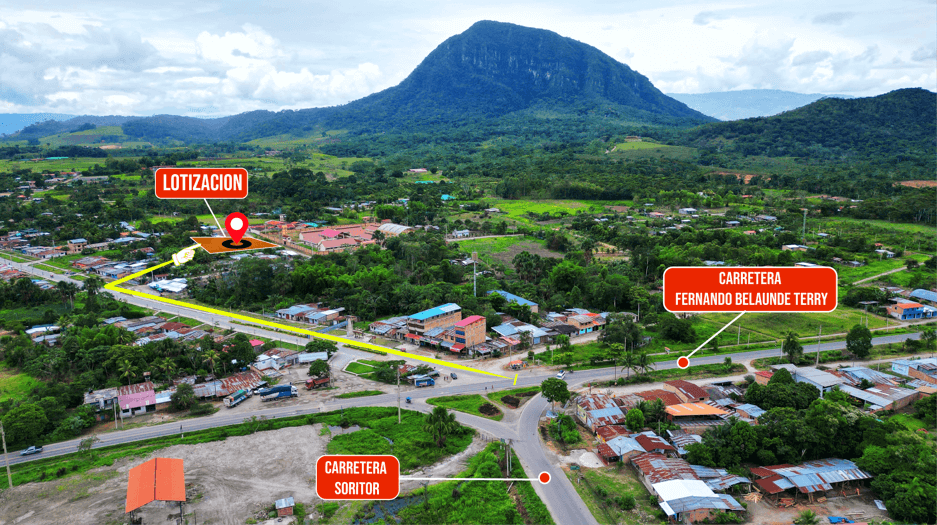 LOTIZACION
CARRETERA
FERNANDO BELAUNDE TERRY
CARRETERA
SORITOR